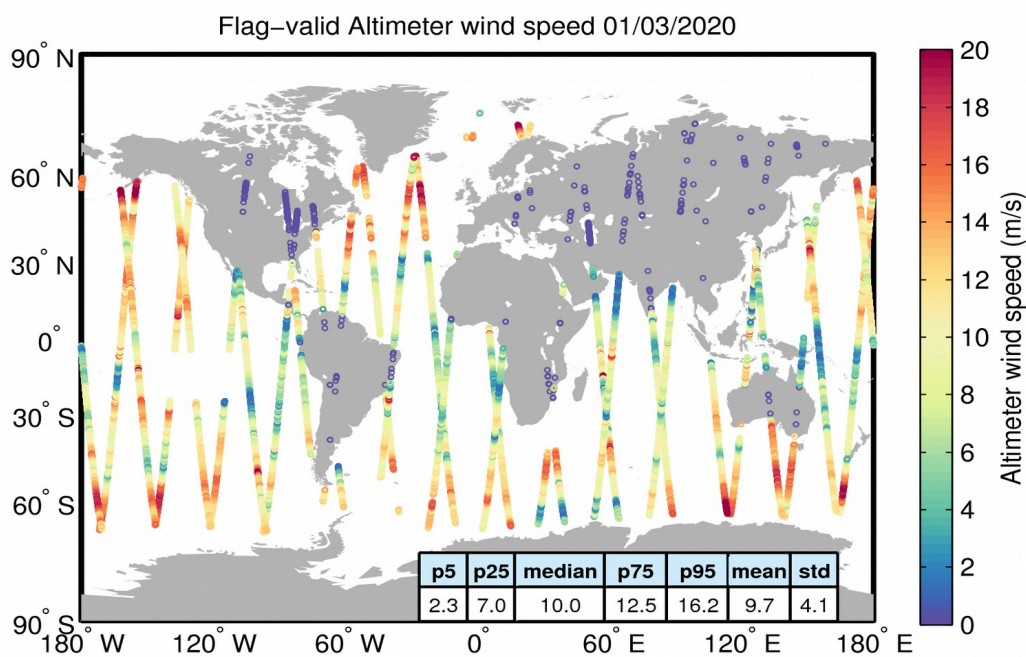 Flag−valid Altimeter wind speed 01/03/2020
90° N
60° N
30° N
0°
30° S
60° S
90° S
180° W
120° W
60° W
0°
60° E
120° E
180° E
20
18
16
14
12
10
8
6
4
2
0
Altimeter wind speed (m/s)
p5 p25 median p75 p95 mean std
2.3 7.0 10.0 12.5 16.2 9.7 4.1